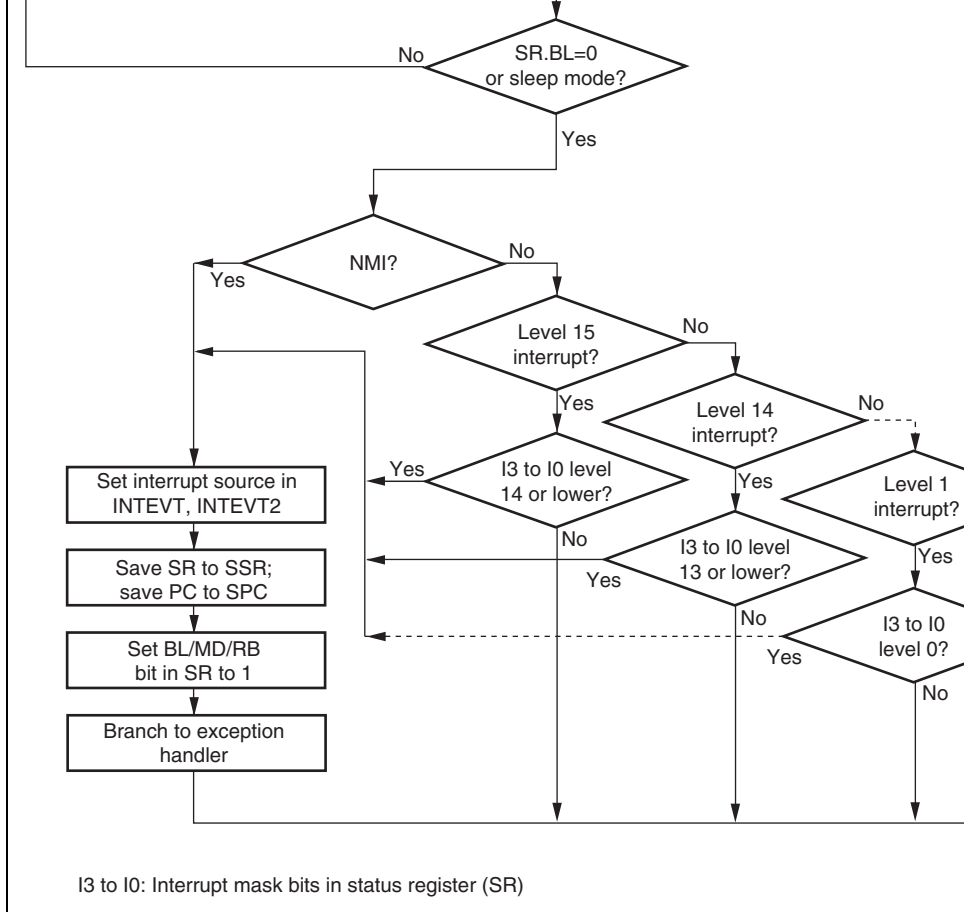 SR.BL=0
or sleep mode?
No
Yes
NMI?
No
Yes
Level 15
interrupt?
No
Yes
Level 14
interrupt?
No
Yes
I3 to I0 level
14 or lower?
Yes
No
Level 1
interrupt?
Yes
Set interrupt source in
INTEVT, INTEVT2
I3 to I0 level
13 or lower?
Yes
No
Save SR to SSR;
save PC to SPC
I3 to I0
level 0?
Yes
No
Set BL/MD/RB
bit in SR to 1
Branch to exception
handler
I3 to I0: Interrupt mask bits in status register (SR)